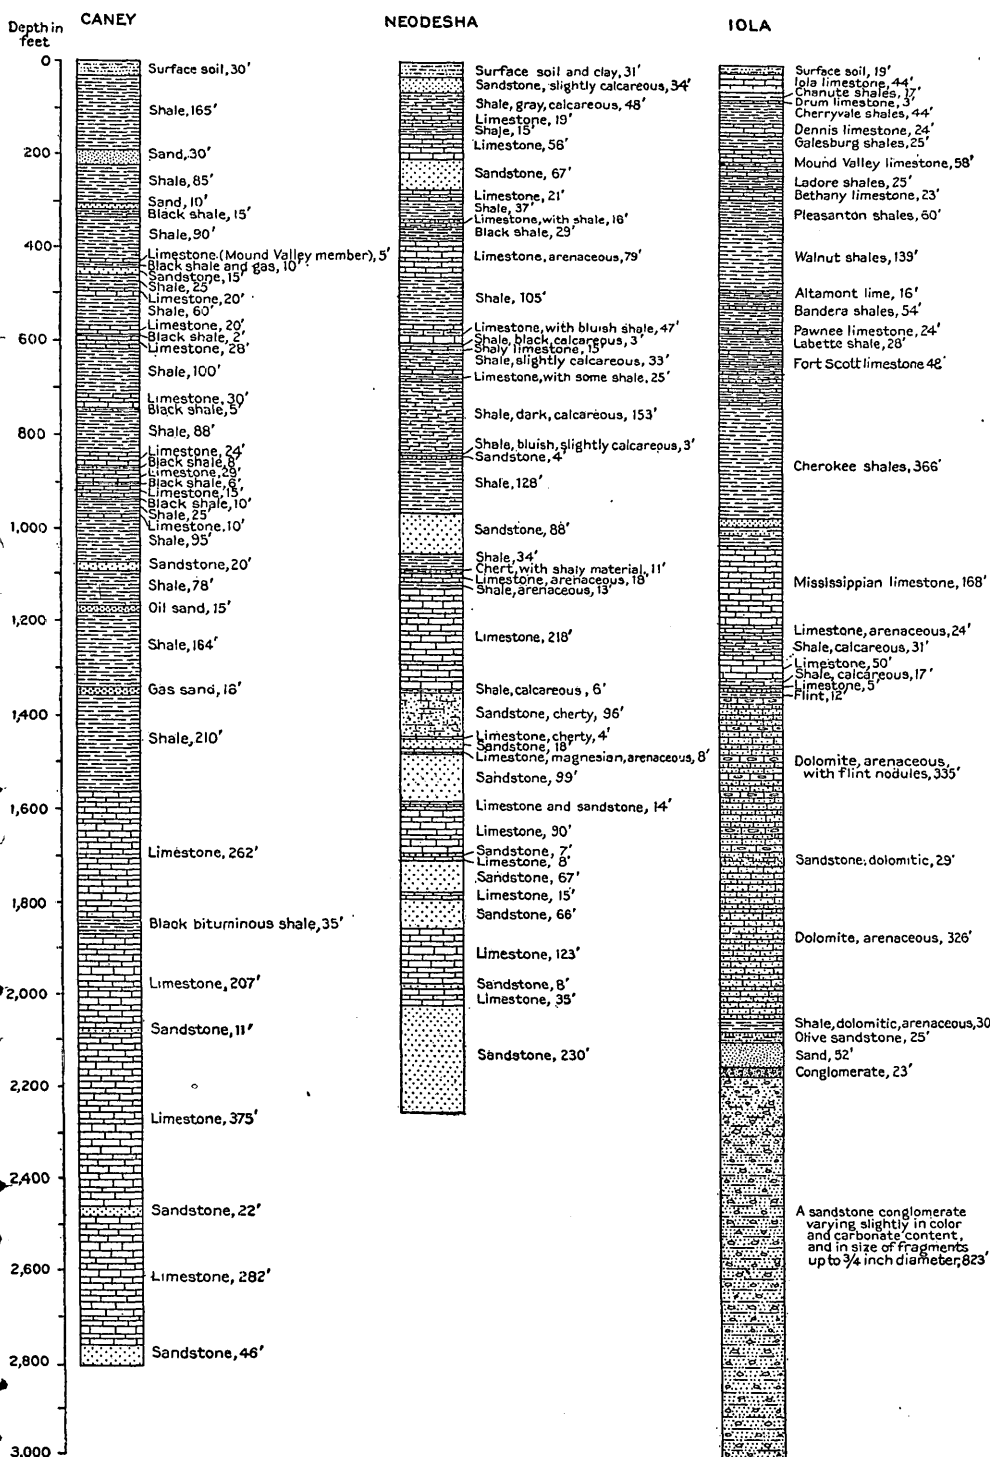 Depth in
feet
0
200
400
600
800
1,000
1,200
1,400
1,600
1,800
2,000
2,200
2,400
2,600
2,800
3,000
CANEY
Surface soil, 30'
Shale, 165'
Sand, 30'
Shale, 85'
Sand, 10'
Black shale, 15'
Shale, 90'
Limestone (Mound Valley member), 5'
Black shale and gas, 10'
Sandstone, 15'
Shale, 25'
Limestone, 20'
Shale, 60'
Limestone, 20'
Black shale, 2'
Limestone, 28'
Shale, 100'
Limestone, 30'
Black shale, 5'
Shale, 88'
Limestone, 24'
Black shale, 8'
Limestone, 29'
Black shale, 6'
Limestone, 15'
Black shale, 10'
Shale, 25'
Limestone, 10'
Shale, 95'
Sandstone, 20'
Shale, 78'
Oil sand, 15'
Shale, 164'
Gas sand, 18'
Shale, 210'
Limestone, 262'
Black bituminous shale, 35'
Limestone, 207'
Sandstone, 11'
Limestone, 375'
Sandstone, 22'
Limestone, 282'
Sandstone, 46'
NEODESHA
Surface soil and clay, 31'
Sandstone, slightly calcareous, 34'
Shale, gray, calcareous, 48'
Limestone, 19'
Shale, 15'
Limestone, 56'
Sandstone, 67'
Limestone, 21'
Shale, 37'
Limestone, with shale, 16'
Black shale, 29'
Limestone, arenaceous, 79'
Shale, 105'
Limestone, with bluish shale, 47'
Shale, black, calcareous, 3'
Shaly limestone, 15'
Shale, slightly calcareous, 33'
Limestone, with some shale, 25'
Shale, dark, calcareous, 153'
Shale, bluish, slightly calcareous, 3'
Sandstone, 4'
Shale, 128'
Sandstone, 88'
Shale, 34'
Chert, with shaly material, 11'
Limestone, arenaceous, 18'
Shale, arenaceous, 13'
Limestone, 218'
Shale, calcareous, 6'
Sandstone, cherty, 96'
Limestone, cherty, 4'
Sandstone, 18'
Limestone, magnesian, arenaceous, 8'
Sandstone, 99'
Limestone and sandstone, 14'
Limestone, 90'
Sandstone, 7'
Limestone, 8'
Sandstone, 67'
Limestone, 15'
Sandstone, 66'
Limestone, 123'
Sandstone, 8'
Limestone, 35'
Sandstone, 230'
IOLA
Surface soil, 19'
Iola limestone, 44'
Chanute shales, 17'
Drum limestone, 3'
Cherryvale shales, 44'
Dennis limestone, 24'
Galesburg shales, 25'
Mound Valley limestone, 58'
Ladore shales, 25'
Bethany limestone, 23'
Pleasanton shales, 60'
Walnut shales, 139'
Altamont lime, 16'
Bandera shales, 54'
Pawnee limestone, 24'
Labette shale, 28'
Fort Scott limestone 48'
Cherokee shales, 366'
Mississippian limestone, 168'
Limestone, arenaceous, 24'
Shale, calcareous, 31'
Limestone, 50'
Shale, calcareous, 17'
Limestone, 5'
Flint, 12'
Dolomite, arenaceous,
with flint nodules, 335'
Sandstone, dolomitic, 29'
Dolomite, arenaceous, 326'
Shale, dolomitic, arenaceous, 30
Olive sandstone, 25'
Sand, 52'
Conglomerate, 23'
A sandstone conglomerate
varying slightly in color
and carbonate content,
and in size of fragments
up to 3/4 inch diameter, 823'